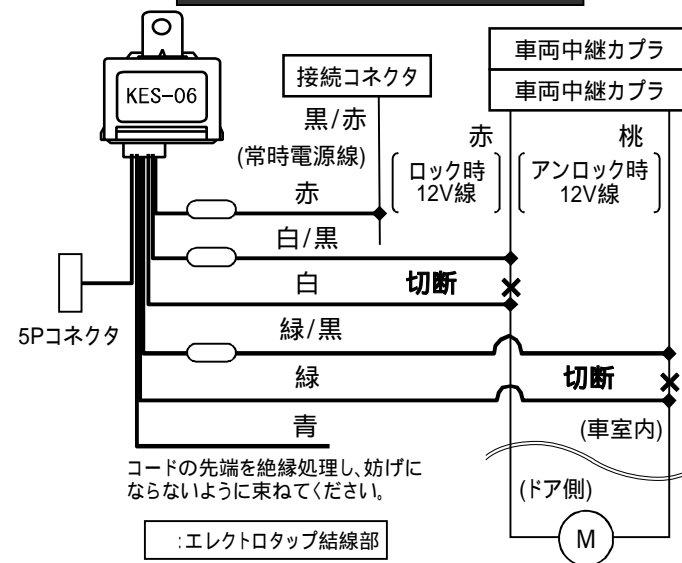 KES-06
接続コネクタ
車両中継カプラ
車両中継カプラ
黒/赤
(常時電源線)
赤
ロック時
12V線
桃
アンロック時
12V線
赤
白/黒
白
切断
5Pコネクタ
緑/黒
緑
切断
青
(車室内)
コードの先端を絶縁処理し、妨げに
ならないように束ねてください。
(ドア側)
:エレクトロタップ結線部
M